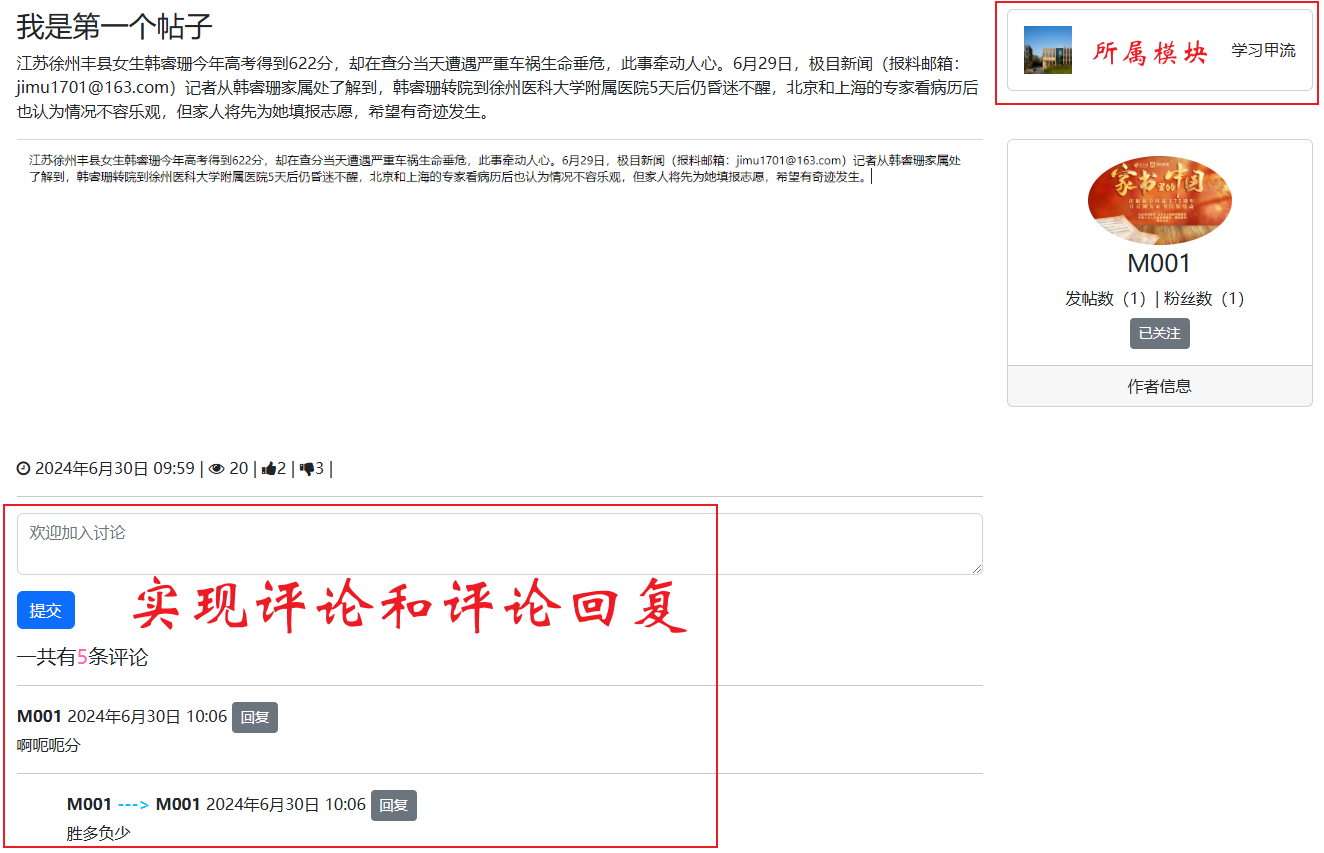 我是第一个帖子
江苏徐州丰县女生韩睿珊今年高考得到622分，却在查分当天遭遇严重车祸生命垂危，此事牵动人心。6月29日，极目新闻（报料邮箱：
jimu1701@163.com）记者从韩睿珊家属处了解到，韩睿珊转院到徐州医科大学附属医院5天后仍昏迷不醒，北京和上海的专家看病历后
也认为情况不容乐观，但家人将先为她填报志愿，希望有奇迹发生。
江苏徐州丰县女生韩睿珊今年高考得到622分，却在查分当天遭遇严重车祸生命垂危，此事牵动人心。6月29日，极目新闻（报料邮箱：jimu1701@163.com）记者从韩睿珊家属处
了解到，韩睿珊转院到徐州医科大学附属医院5天后仍昏迷不醒，北京和上海的专家看病历后也认为情况不容乐观，但家人将先为她填报志愿，希望有奇迹发生。
2024年6月30日 09:59 | 20 | 2 | 3 |
欢迎加入讨论
提交
实现评论和评论回复
一共有5条评论
M001 2024年6月30日 10:06 回复
啊呃呃分
M001 ---> M001 2024年6月30日 10:06 回复
胜多负少
所属模块 学习甲流
家书里的中国
M001
发帖数（1）| 粉丝数（1）
已关注
作者信息